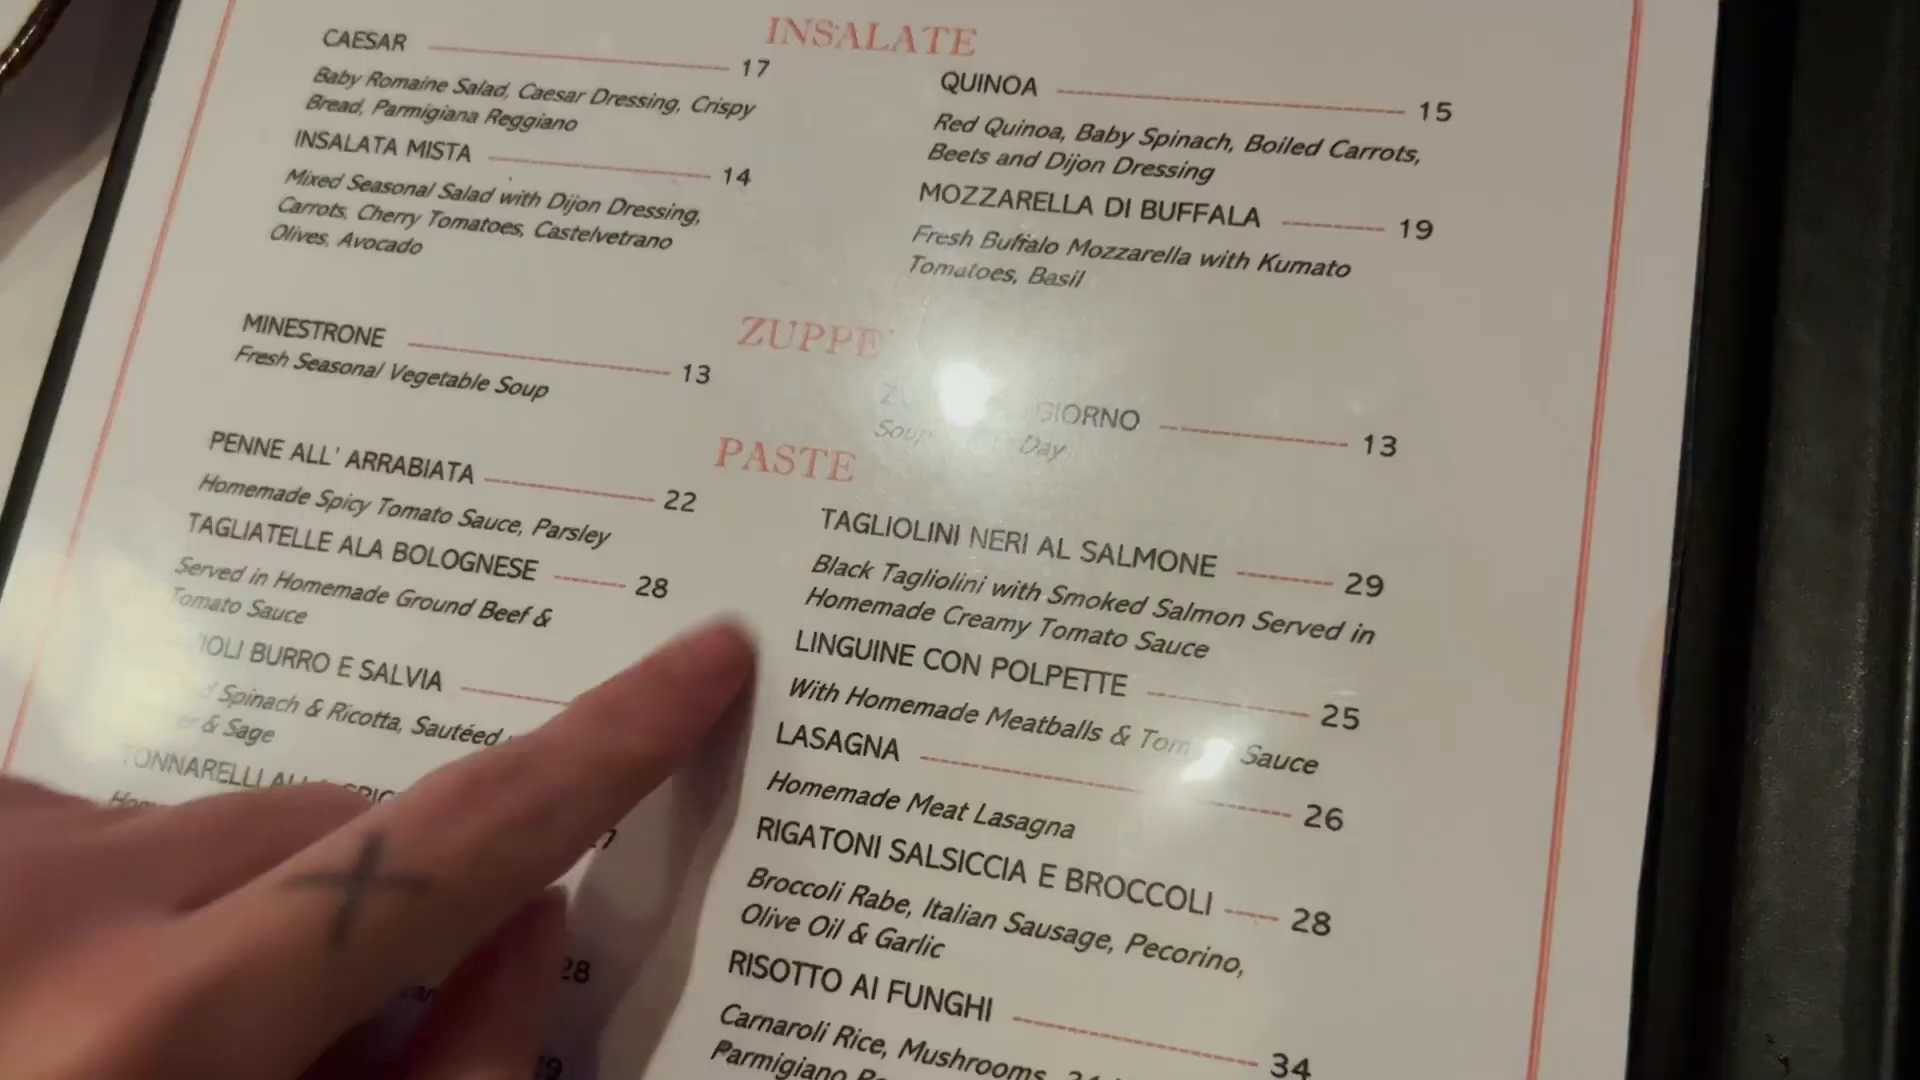 INSALATE
CAESAR 17
Baby Romaine Salad, Caesar Dressing, Crispy
Bread, Parmigiana Reggiano
INSALATA MISTA 14
Mixed Seasonal Salad with Dijon Dressing,
Carrots, Cherry Tomatoes, Castelvetrano
Olives, Avocado
QUINOA 15
Red Quinoa, Baby Spinach, Boiled Carrots,
Beets and Dijon Dressing
MOZZARELLA DI BUFFALA 19
Fresh Buffalo Mozzarella with Kumato
Tomatoes, Basil
ZUPPE
MINESTRONE 13
Fresh Seasonal Vegetable Soup
GIORNO 13
Soup Day
PASTE
PENNE ALL' ARRABIATA 22
Homemade Spicy Tomato Sauce, Parsley
TAGLIATELLE ALA BOLOGNESE 28
Served in Homemade Ground Beef &
Tomato Sauce
BURRO E SALVIA
Spinach & Ricotta, Sautéed
& Sage
TONNARELLI
28
TAGLIOLINI NERI AL SALMONE 29
Black Tagliolini with Smoked Salmon Served in
Homemade Creamy Tomato Sauce
LINGUINE CON POLPETTE 25
With Homemade Meatballs & Sauce
LASAGNA 26
Homemade Meat Lasagna
RIGATONI SALSICCIA E BROCCOLI 28
Broccoli Rabe, Italian Sausage, Pecorino,
Olive Oil & Garlic
RISOTTO AI FUNGHI 34
Carnaroli Rice, Mushrooms,
Parmigiano